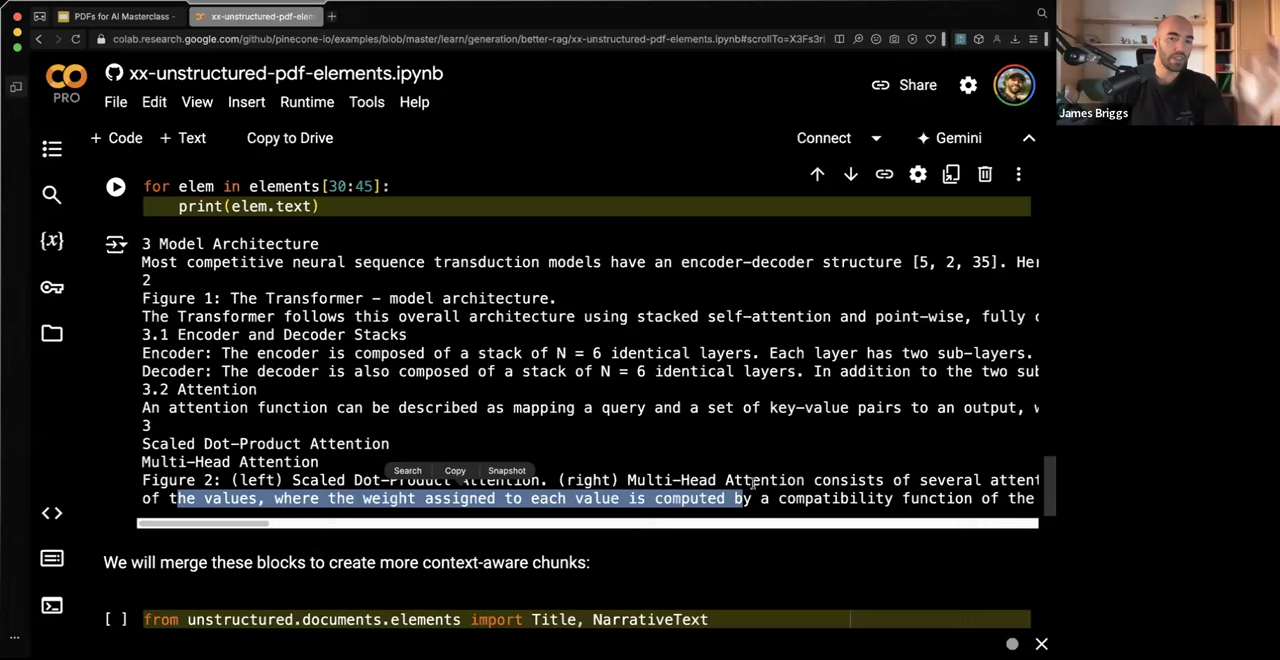 PDFs for AI Masterclass -
xx-unstructured-pdf-elem
colab.research.google.com/github/pinecone-io/examples/blob/master/learn/generation/better-rag/xx-unstructured-pdf-elements.ipynb#scrollTo=X3Fs3r
CO
PRO
xx-unstructured-pdf-elements.ipynb
File Edit View Insert Runtime Tools Help
Share
James Briggs
+ Code + Text Copy to Drive
Connect
Gemini
for elem in elements[30:45]:
print(elem.text)
3 Model Architecture
Most competitive neural sequence transduction models have an encoder-decoder structure [5, 2, 35]. Her
2
Figure 1: The Transformer - model architecture.
The Transformer follows this overall architecture using stacked self-attention and point-wise, fully c
3.1 Encoder and Decoder Stacks
Encoder: The encoder is composed of a stack of N = 6 identical layers. Each layer has two sub-layers.
Decoder: The decoder is also composed of a stack of N = 6 identical layers. In addition to the two sub
3.2 Attention
An attention function can be described as mapping a query and a set of key-value pairs to an output, w
3
Scaled Dot-Product Attention
Multi-Head Attention
Search Copy Snapshot
Figure 2: (left) Scaled Dot-Product Attention. (right) Multi-Head Attention consists of several attent
of the values, where the weight assigned to each value is computed by a compatibility function of the
We will merge these blocks to create more context-aware chunks:
[ ] from unstructured.documents.elements import Title, NarrativeText